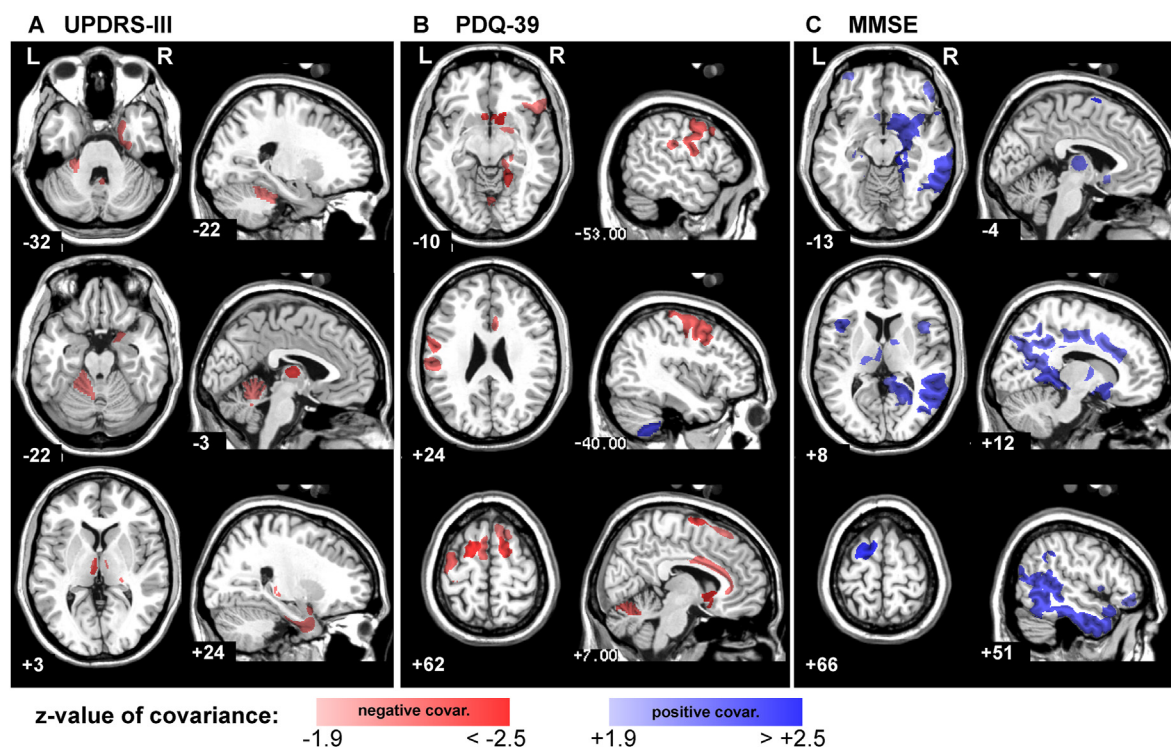 A UPDRS-III
B PDQ-39
C MMSE
L R
L
L R
-32
-22
-10
-53.00
-13
-4
-22
-3
+24
-40.00
+8
+12
+3
+24
+62
+7.00
+66
+51
z-value of covariance:
negative covar.
positive covar.
-1.9 < -2.5
+1.9 > +2.5